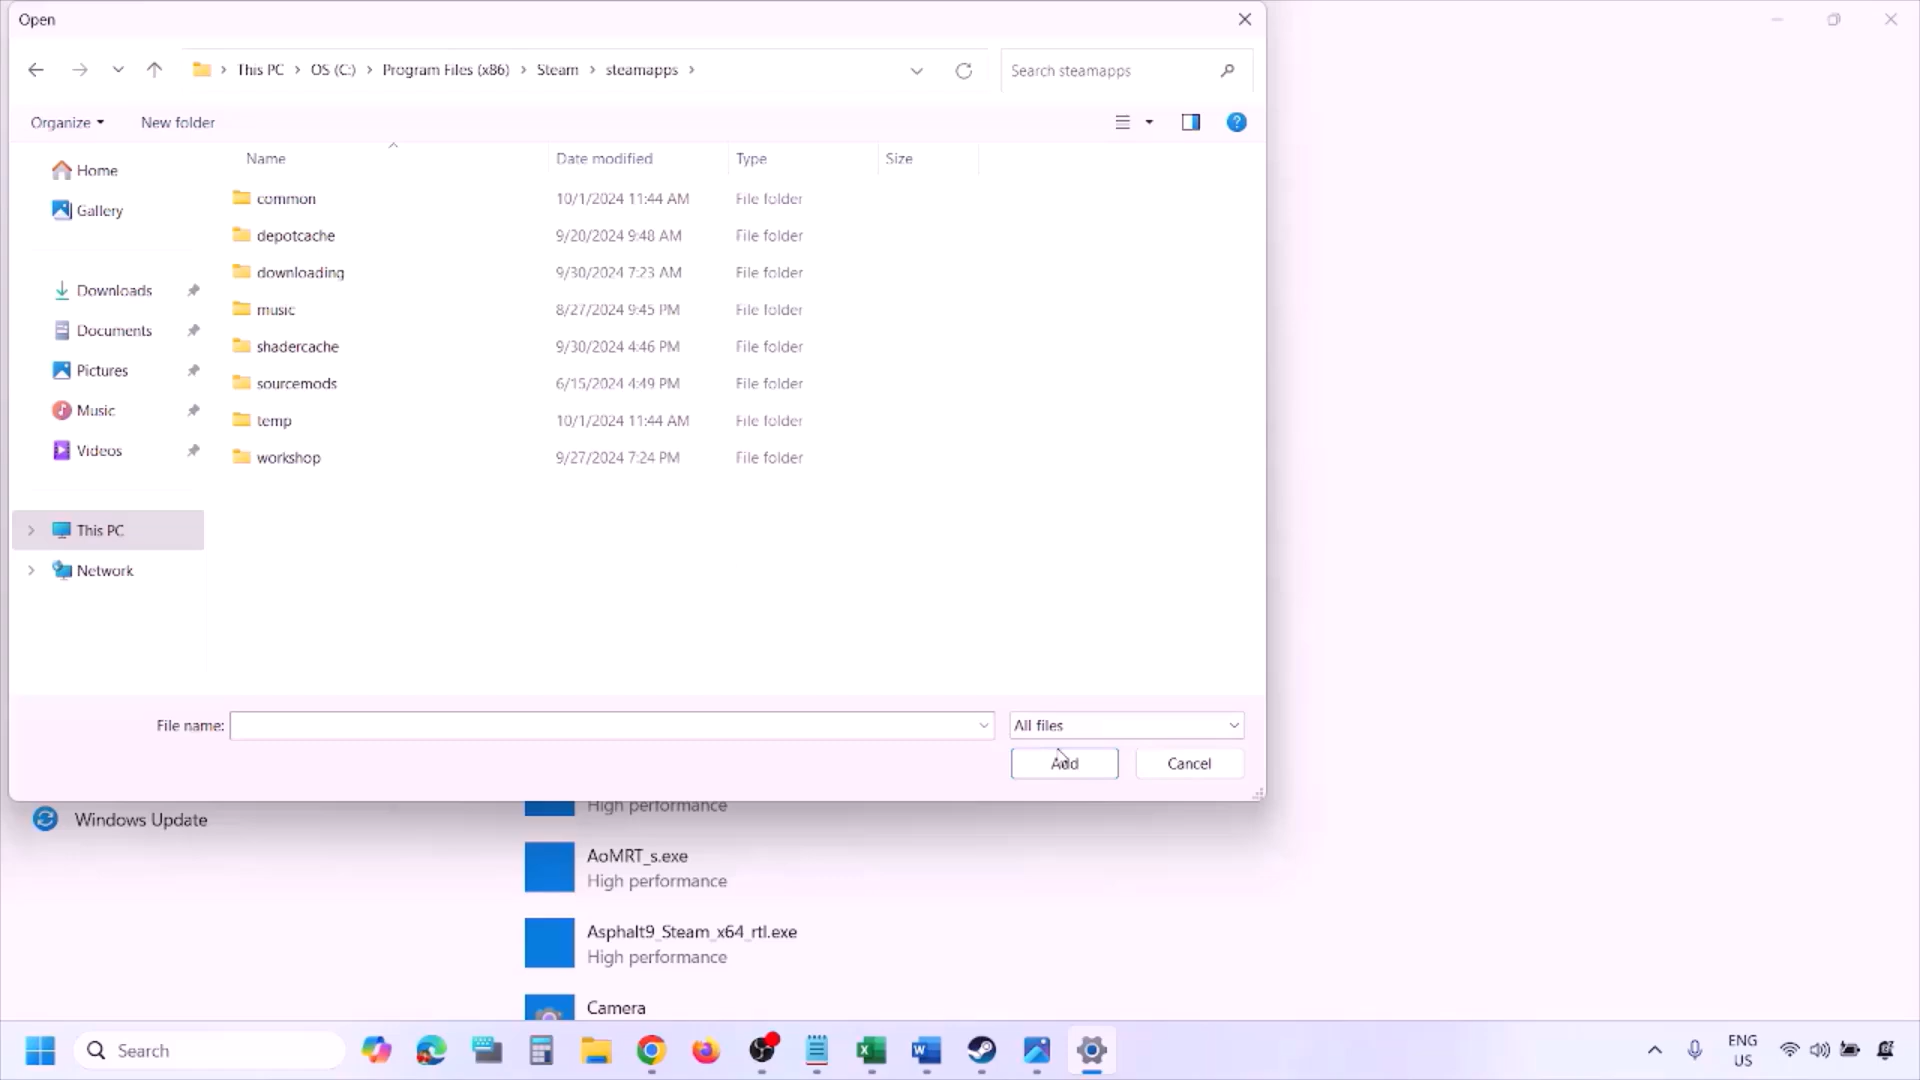 Open
This PC > OS (C:) > Program Files (x86) > Steam > steamapps >
Search steamapps
Organize
New folder
Name
Date modified
Type
Size
Home
Gallery
Downloads
Documents
Pictures
Music
Videos
This PC
Network
common 10/1/2024 11:44 AM File folder
depotcache 9/20/2024 9:48 AM File folder
downloading 9/30/2024 7:23 AM File folder
music 8/27/2024 9:45 PM File folder
shadercache 9/30/2024 4:46 PM File folder
sourcemods 6/15/2024 4:49 PM File folder
temp 10/1/2024 11:44 AM File folder
workshop 9/27/2024 7:24 PM File folder
File name:
All files
Add
Cancel
Windows Update
High performance
AoMRT_s.exe
High performance
Asphalt9_Steam_x64_rtl.exe
High performance
Camera
Search
ENG
US